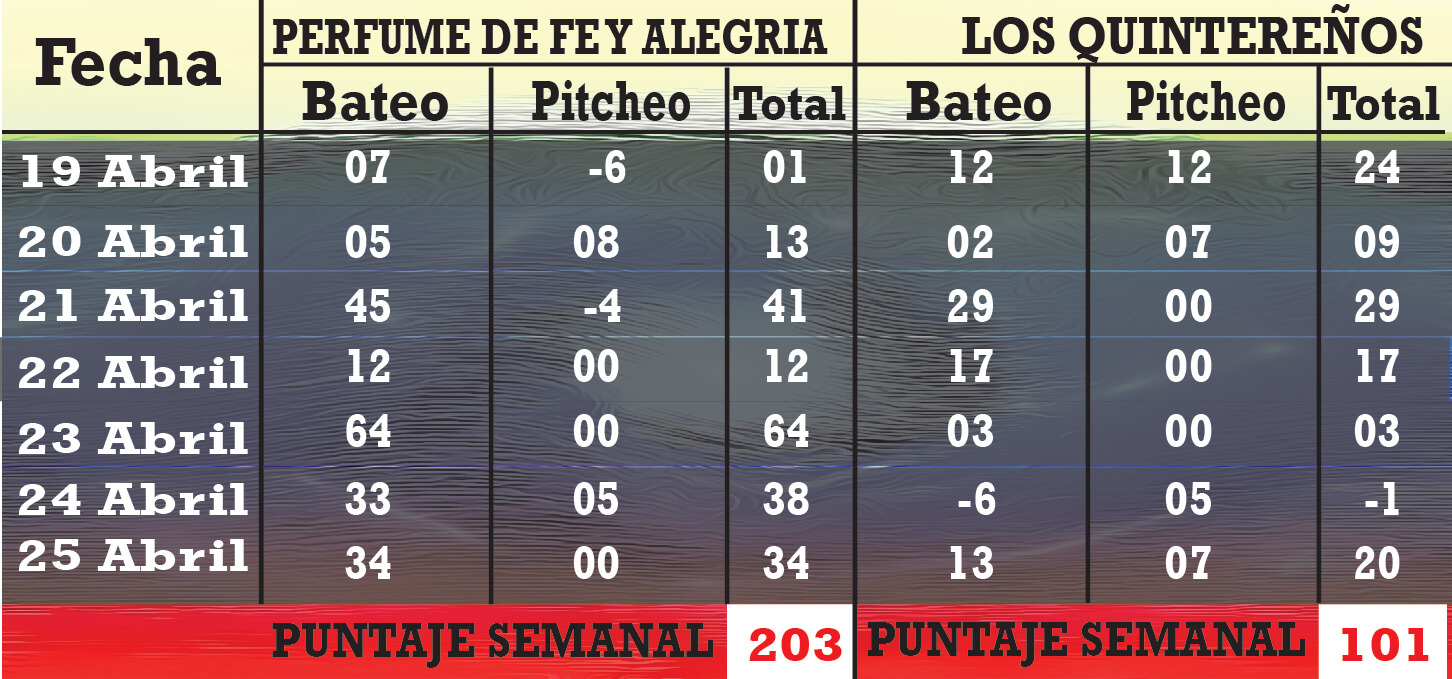 Fecha PERFUME DE FE Y ALEGRIA LOS QUINTEREÑOS
Bateo Pitcheo Total Bateo Pitcheo Total
19 Abril 07 -6 01 12 12 24
20 Abril 05 08 13 02 07 09
21 Abril 45 -4 41 29 00 29
22 Abril 12 00 12 17 00 17
23 Abril 64 00 64 03 00 03
24 Abril 33 05 38 -6 05 -1
25 Abril 34 00 34 13 07 20
PUNTAJE SEMANAL 203 PUNTAJE SEMANAL 101